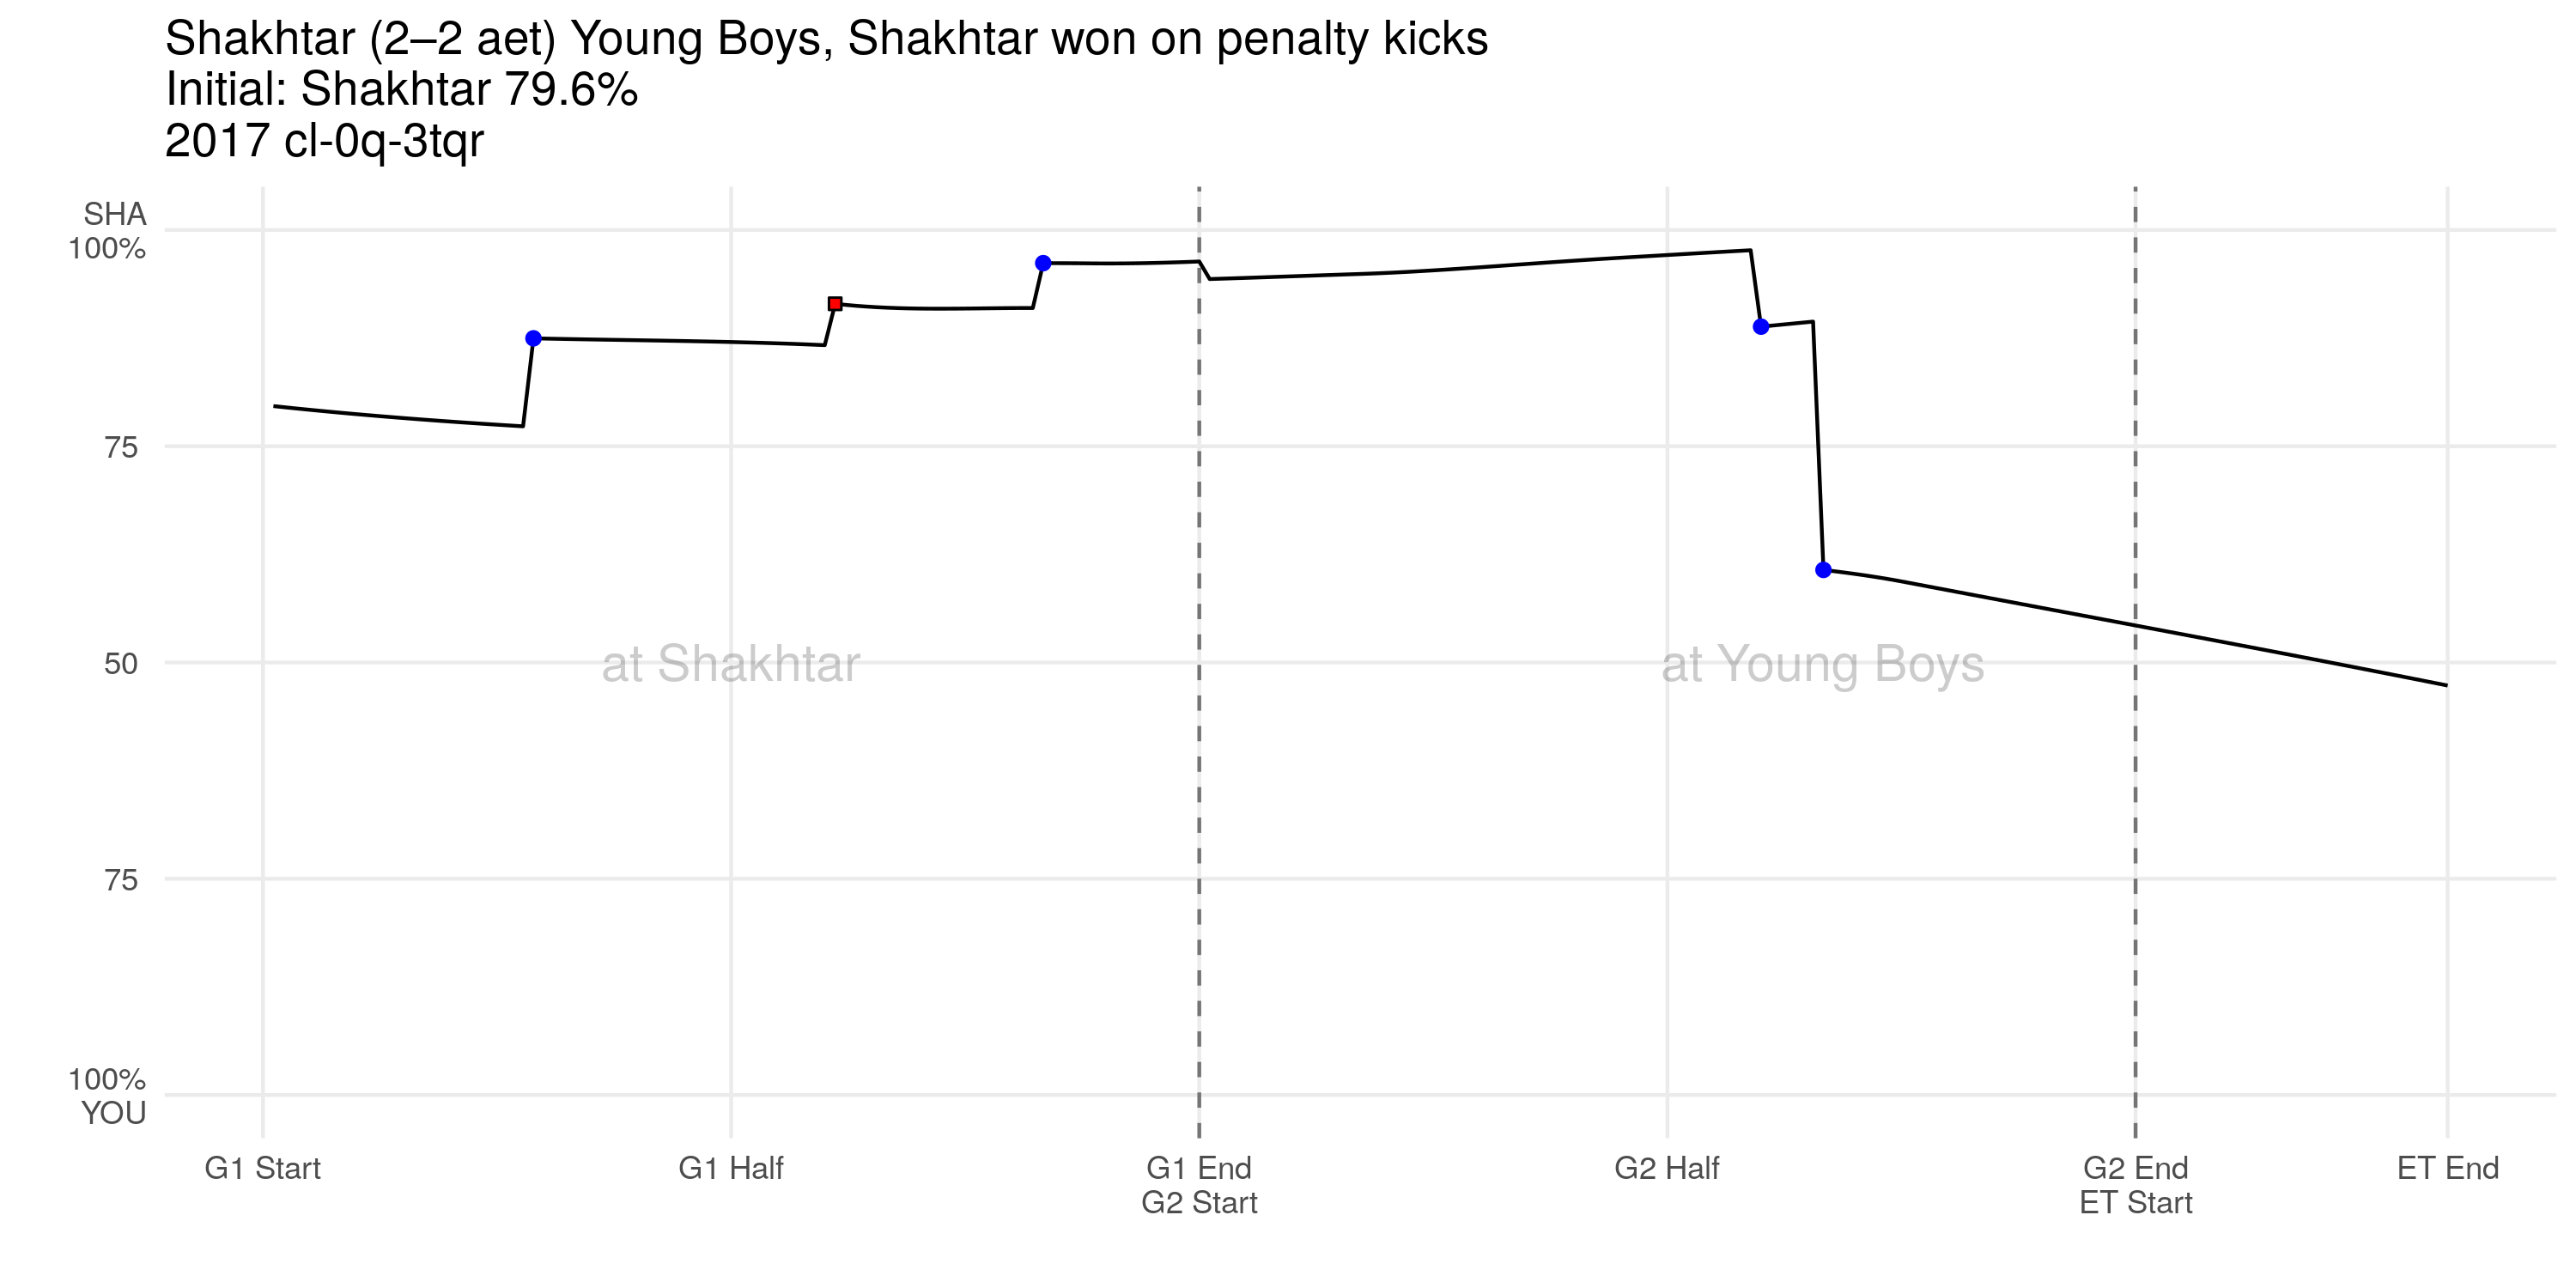 Shakhtar (2–2 aet) Young Boys, Shakhtar won on penalty kicks
Initial: Shakhtar 79.6%
2017 cl-0q-3tqr
SHA
100%
75
50
75
100%
YOU
at Shakhtar
at Young Boys
G1 Start
G1 Half
G1 End
G2 Start
G2 Half
G2 End
ET Start
ET End